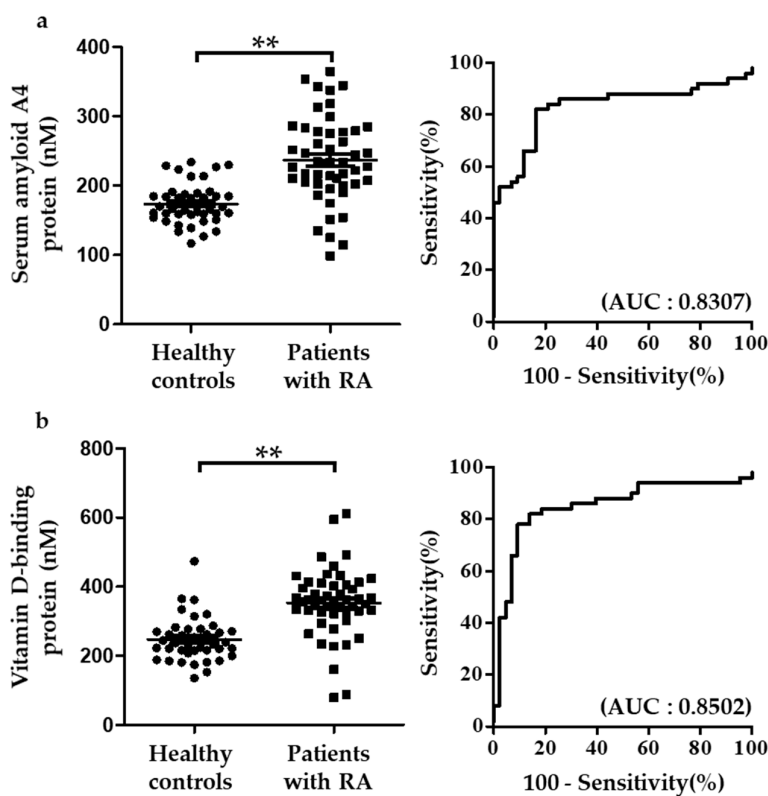 a
**
400
300
200
100
0
Serum amyloid A4
protein (nM)
Healthy
controls
Patients
with RA
100
80
60
40
20
0
Sensitivity(%)
(AUC : 0.8307)
0 20 40 60 80 100
100 - Sensitivity(%)
b
**
800
600
400
200
0
Vitamin D-binding
protein (nM)
Healthy
controls
Patients
with RA
100
80
60
40
20
0
Sensitivity(%)
(AUC : 0.8502)
0 20 40 60 80 100
100 - Sensitivity(%)